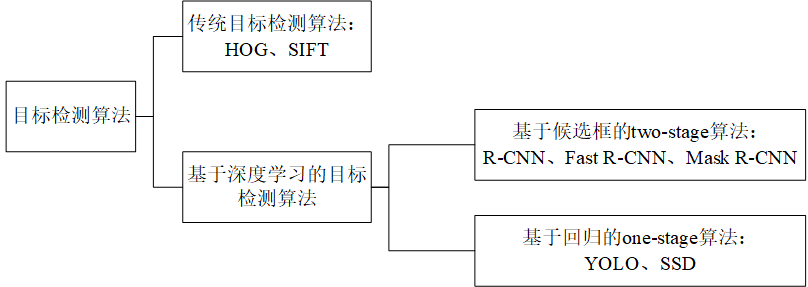 传统目标检测算法：
HOG、SIFT
目标检测算法
基于深度学习的目标
检测算法
基于候选框的two-stage算法：
R-CNN、Fast R-CNN、Mask R-CNN
基于回归的one-stage算法：
YOLO、SSD